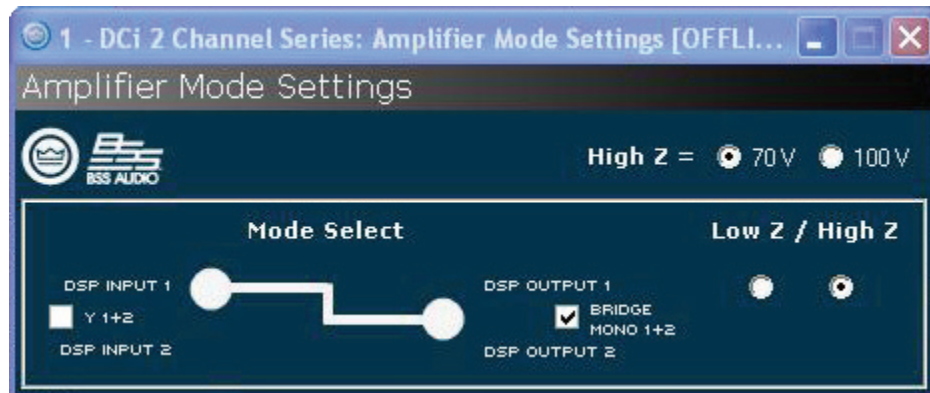 1 - DCi 2 Channel Series: Amplifier Mode Settings [OFFLI...
Amplifier Mode Settings
BSS AUDIO
High Z = 70V 100V
Mode Select
Low Z / High Z
DSP INPUT 1
Y 1+2
DSP INPUT 2
DSP OUTPUT 1
BRIDGE
MONO 1+2
DSP OUTPUT 2